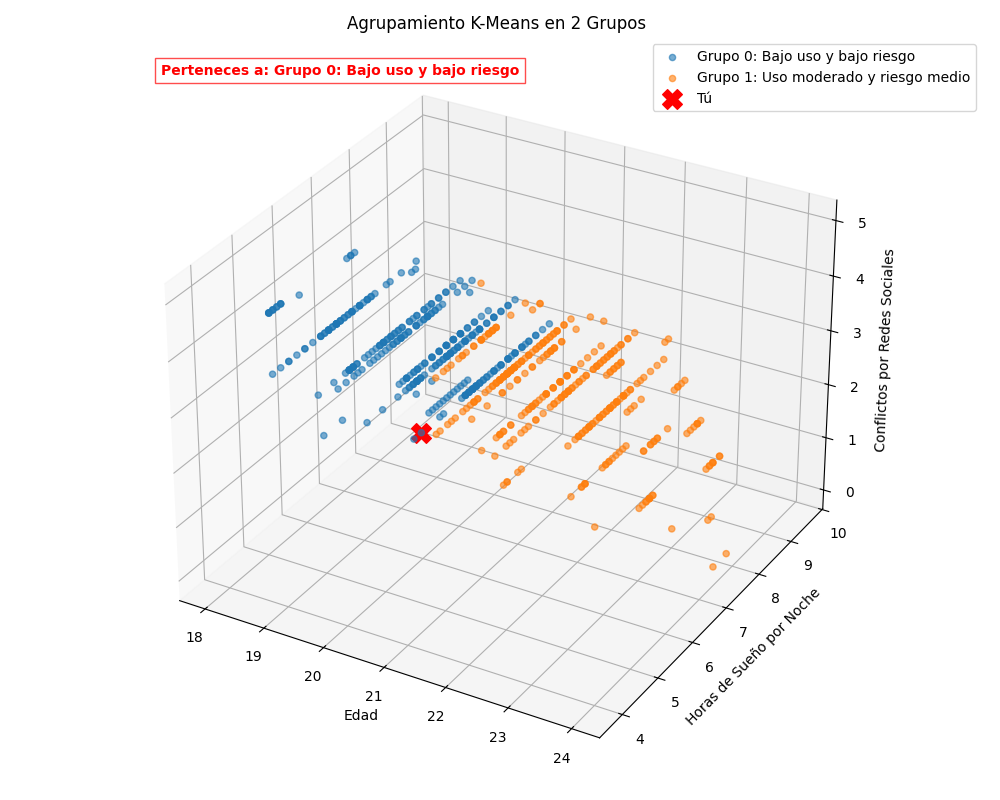 Agrupamiento K-Means en 2 Grupos
Perteneces a: Grupo 0: Bajo uso y bajo riesgo
Grupo 0: Bajo uso y bajo riesgo
Grupo 1: Uso moderado y riesgo medio
Tú
5
4
3
2
1
0
Conflictos por Redes Sociales
10
9
8
7
6
5
4
Horas de Sueño por Noche
18
19
20
21
22
23
24
Edad